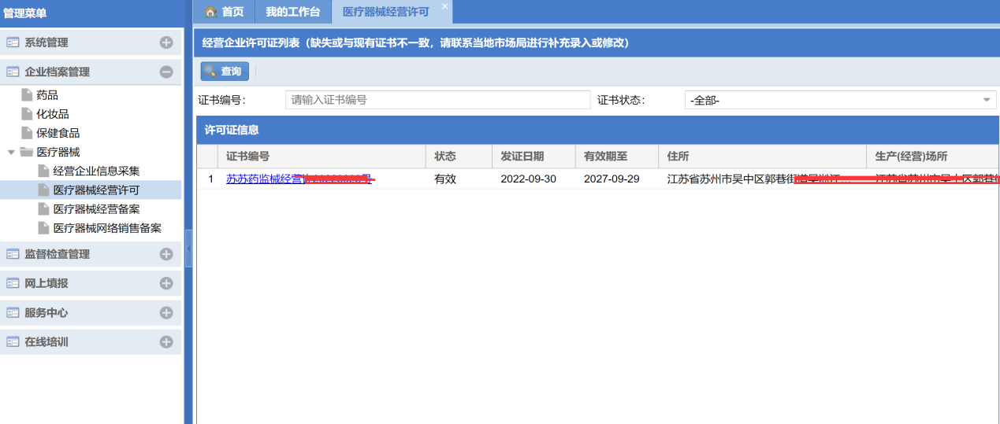 管理菜单
首页
我的工作台
医疗器械经营许可
系统管理
企业档案管理
药品
化妆品
保健食品
医疗器械
经营企业信息采集
医疗器械经营许可
医疗器械经营备案
医疗器械网络销售备案
监督检查管理
网上填报
服务中心
在线培训
经营企业许可证列表（缺失或与现有证书不一致，请联系当地市场局进行补充录入或修改）
查询
证书编号： 请输入证书编号 证书状态： -全部-
许可证信息
证书编号 状态 发证日期 有效期至 住所 生产(经营)场所
1 苏苏药监械经营 有效 2022-09-30 2027-09-29 江苏省苏州市吴中区郭巷街